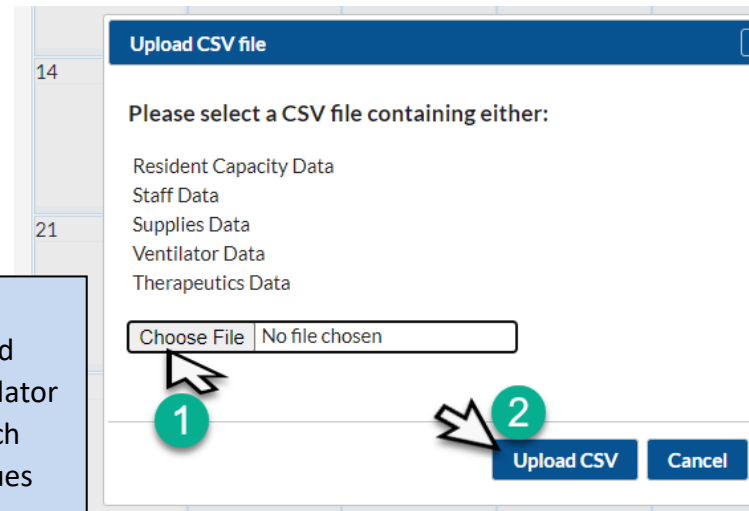 Upload CSV file
14
Please select a CSV file containing either:
Resident Capacity Data
Staff Data
21
Supplies Data
Ventilator Data
Therapeutics Data
Choose File No file chosen
1
2
Upload CSV Cancel